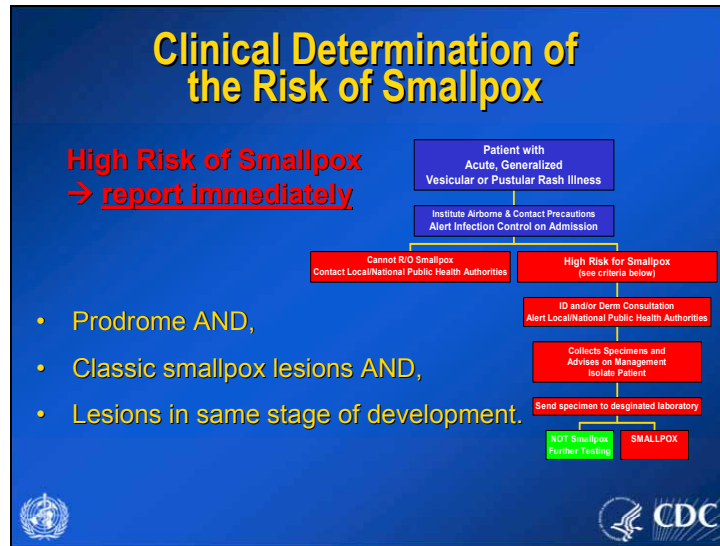 Clinical Determination of
the Risk of Smallpox
High Risk of Smallpox
→ report immediately
• Prodrome AND,
• Classic smallpox lesions AND,
• Lesions in same stage of development.
Patient with
Acute, Generalized
Vesicular or Pustular Rash Illness
Institute Airborne & Contact Precautions
Alert Infection Control on Admission
Cannot R/O Smallpox
Contact Local/National Public Health Authorities
High Risk for Smallpox
(see criteria below)
ID and/or Derm Consultation
Alert Local/National Public Health Authorities
Collects Specimens and
Advises on Management
Isolate Patient
Send specimen to desginated laboratory
NOT Smallpox
Further Testing
SMALLPOX
CDC